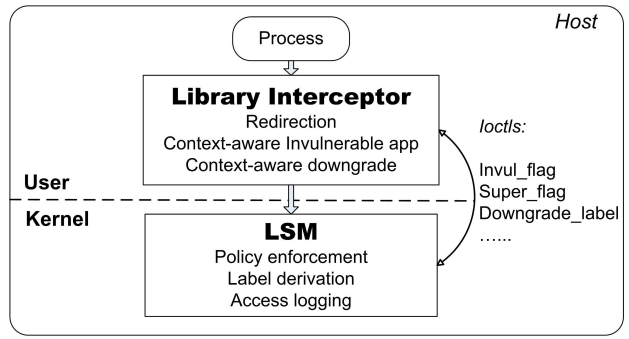 Host
Process
Library Interceptor
Redirection
Context-aware Invulnerable app
Context-aware downgrade
Ioctls:
Invul_flag
Super_flag
Downgrade_label
…...
User
Kernel
LSM
Policy enforcement
Label derivation
Access logging